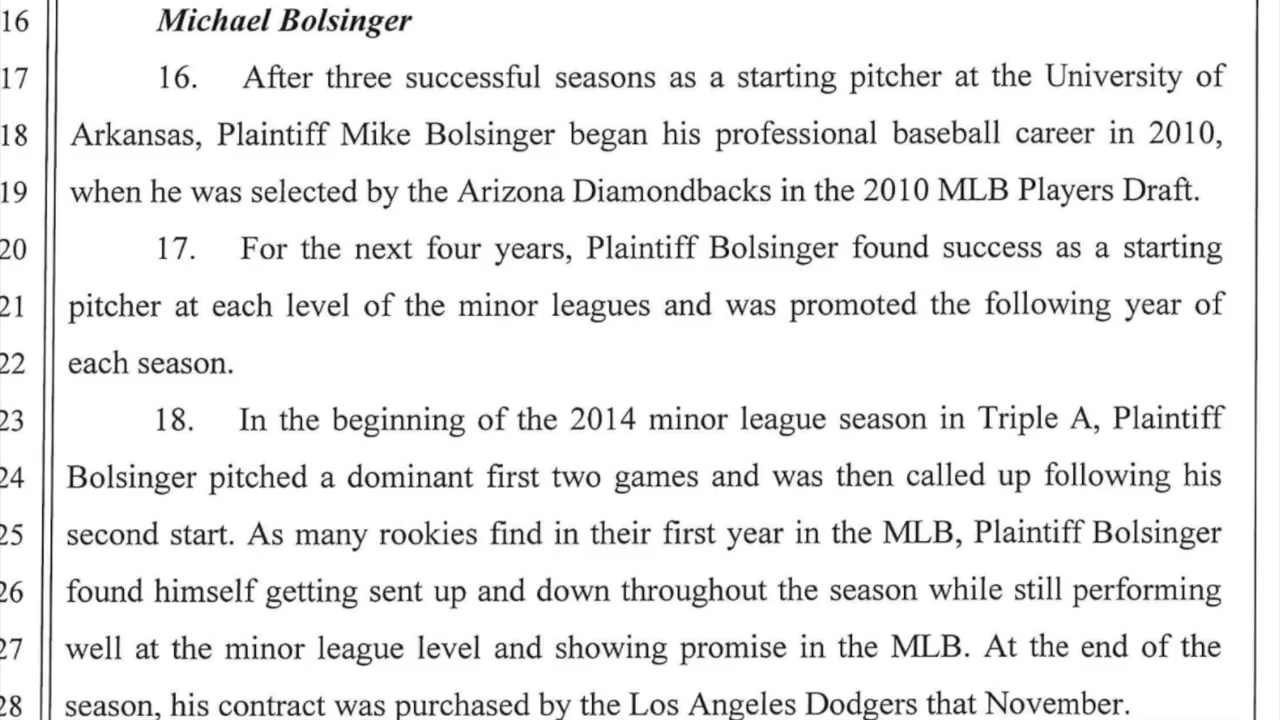 16 Michael Bolsinger
17 16. After three successful seasons as a starting pitcher at the University of
18 Arkansas, Plaintiff Mike Bolsinger began his professional baseball career in 2010,
19 when he was selected by the Arizona Diamondbacks in the 2010 MLB Players Draft.
20 17. For the next four years, Plaintiff Bolsinger found success as a starting
21 pitcher at each level of the minor leagues and was promoted the following year of
22 each season.
23 18. In the beginning of the 2014 minor league season in Triple A, Plaintiff
24 Bolsinger pitched a dominant first two games and was then called up following his
25 second start. As many rookies find in their first year in the MLB, Plaintiff Bolsinger
26 found himself getting sent up and down throughout the season while still performing
27 well at the minor league level and showing promise in the MLB. At the end of the
28 season, his contract was purchased by the Los Angeles Dodgers that November.